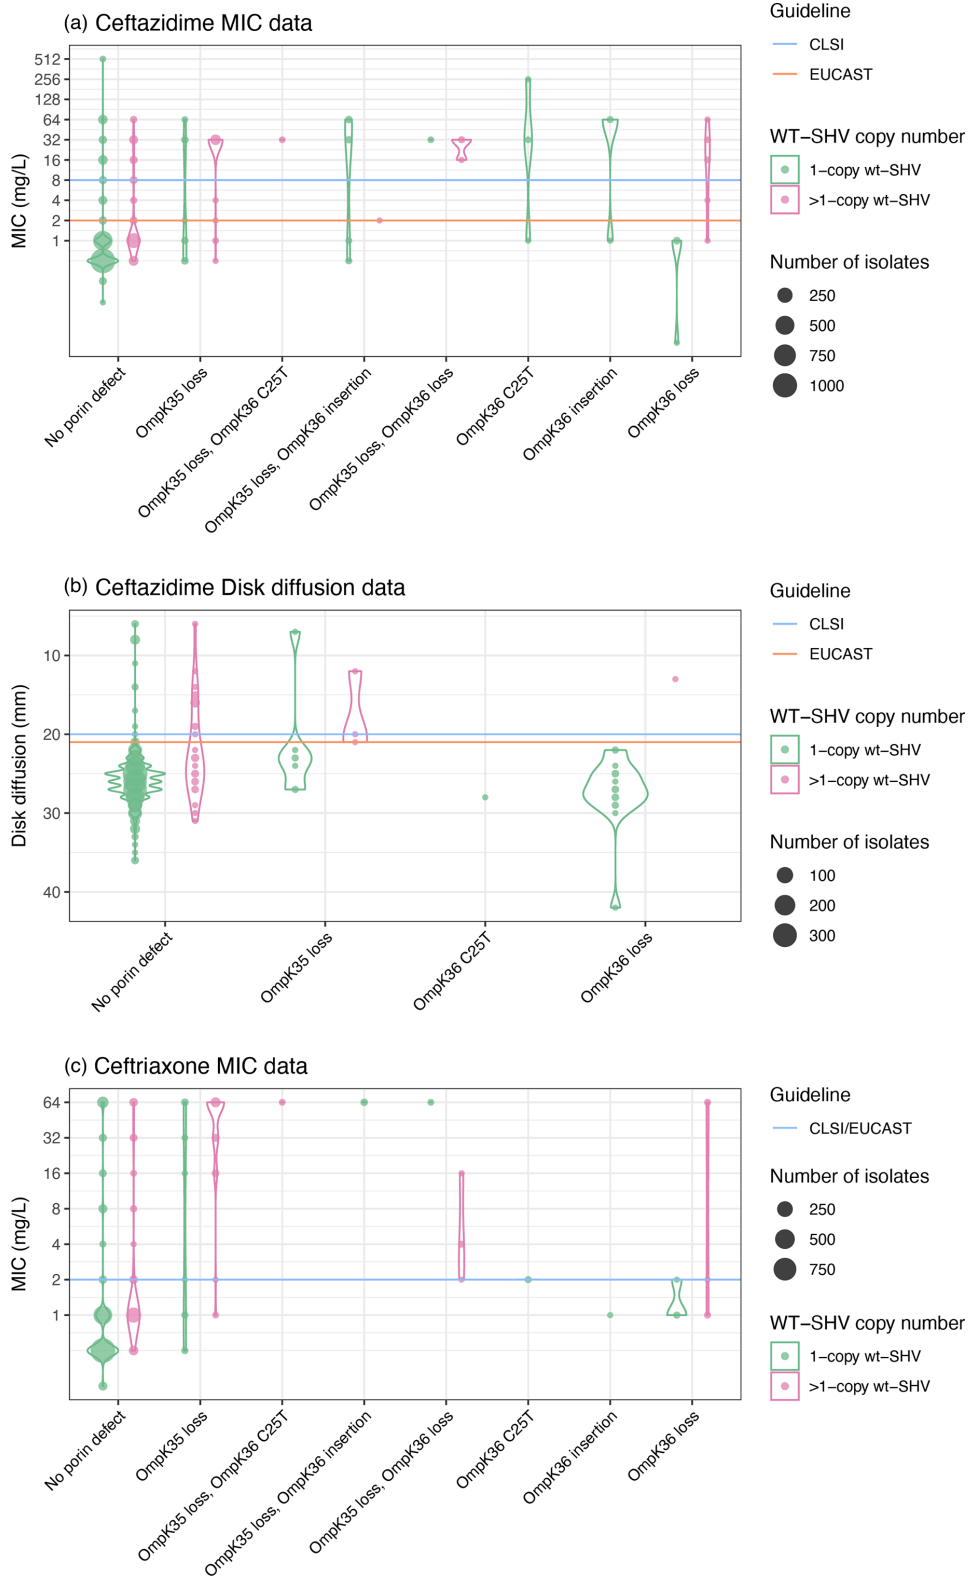 (a) Ceftazidime MIC data
MIC (mg/L)
512
256
128
64
32
16
8
4
2
1
No porin defect
OmpK35 loss
OmpK35 loss, OmpK36 C25T
OmpK35 loss, OmpK36 insertion
OmpK35 loss, OmpK36 loss
OmpK36 C25T
OmpK36 insertion
OmpK36 loss
Guideline
CLSI
EUCAST
WT−SHV copy number
1−copy wt−SHV
>1−copy wt−SHV
Number of isolates
250
500
750
1000
(b) Ceftazidime Disk diffusion data
Disk diffusion (mm)
10
20
30
40
No porin defect
OmpK35 loss
OmpK36 C25T
OmpK36 loss
Guideline
CLSI
EUCAST
WT−SHV copy number
1−copy wt−SHV
>1−copy wt−SHV
Number of isolates
100
200
300
(c) Ceftriaxone MIC data
MIC (mg/L)
64
32
16
8
4
2
1
No porin defect
OmpK35 loss
OmpK35 loss, OmpK36 C25T
OmpK35 loss, OmpK36 insertion
OmpK35 loss, OmpK36 loss
OmpK36 C25T
OmpK36 insertion
OmpK36 loss
Guideline
CLSI/EUCAST
Number of isolates
250
500
750
WT−SHV copy number
1−copy wt−SHV
>1−copy wt−SHV